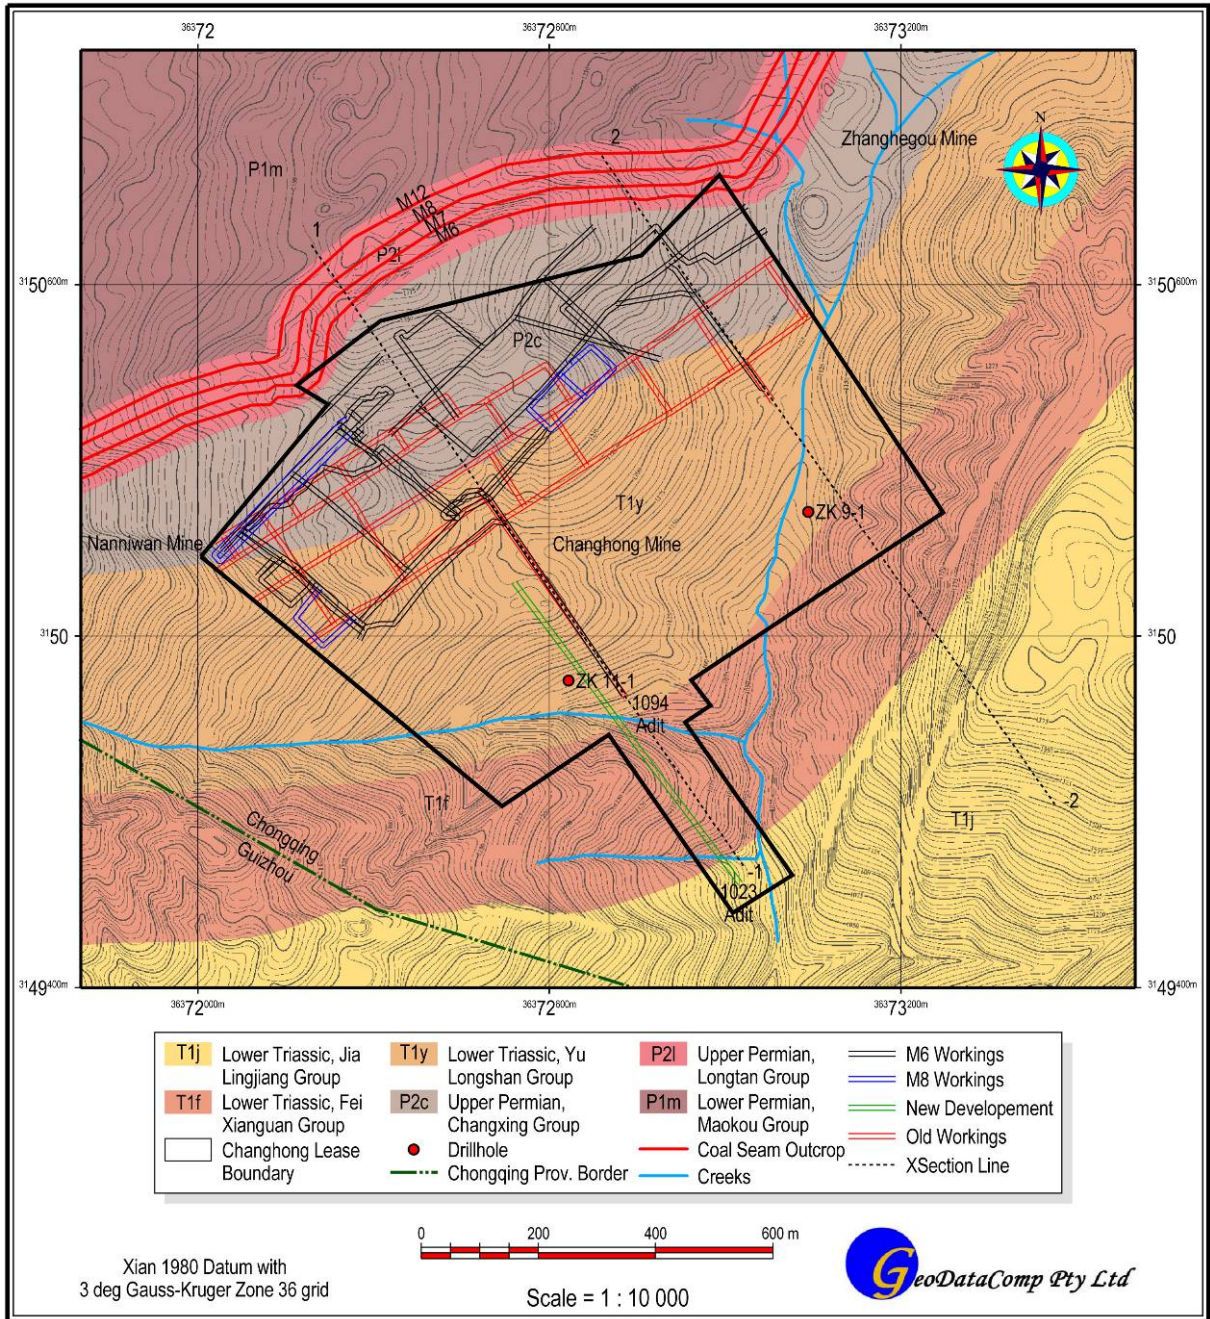 36372
36372600m
36373200m
2
Zhanghegou Mine
N
P1m
M12
M8
M7
M6
1
P2l
3150600m
3150600m
P2c
T1y
ZK 9-1
Nanniwan Mine
Changhong Mine
3150
3150
ZK 11-1
1094
Adit
T1f
-2
T1j
Chongqing
Guizhou
-1
1023
Adit
3149400m
3149400m
36372000m
36372600m
36373200m
T1j Lower Triassic, Jia
Lingjiang Group
T1f Lower Triassic, Fei
Xianguan Group
Changhong Lease
Boundary
T1y Lower Triassic, Yu
Longshan Group
P2c Upper Permian,
Changxing Group
Drillhole
Chongqing Prov. Border
P2l Upper Permian,
Longtan Group
P1m Lower Permian,
Maokou Group
Coal Seam Outcrop
Creeks
M6 Workings
M8 Workings
New Developement
Old Workings
XSection Line
0 200 400 600 m
Xian 1980 Datum with
3 deg Gauss-Kruger Zone 36 grid
Scale = 1 : 10 000
GeoDataComp Pty Ltd